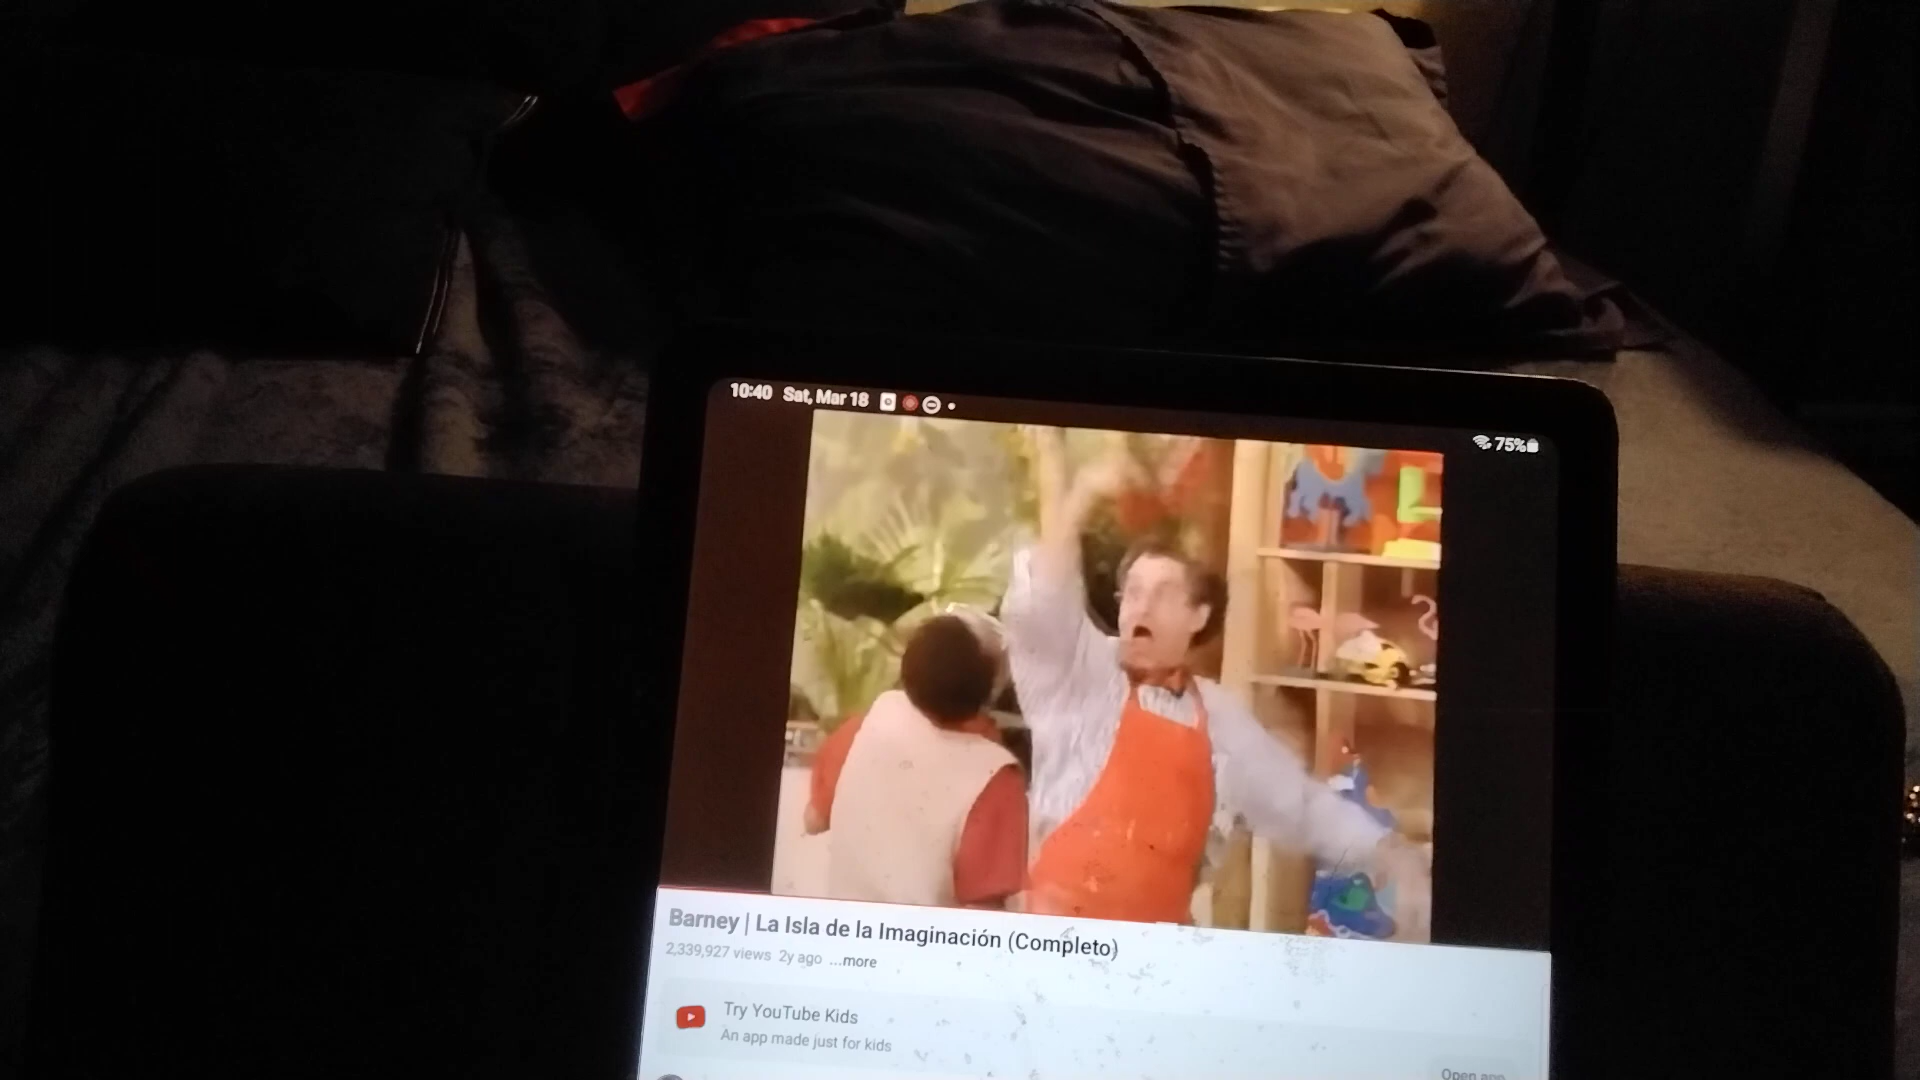 10:40 Sat, Mar 18
75%
Barney | La Isla de la Imaginación (Completo)
2,339,927 views 2y ago ...more
Try YouTube Kids
An app made just for kids
Open app